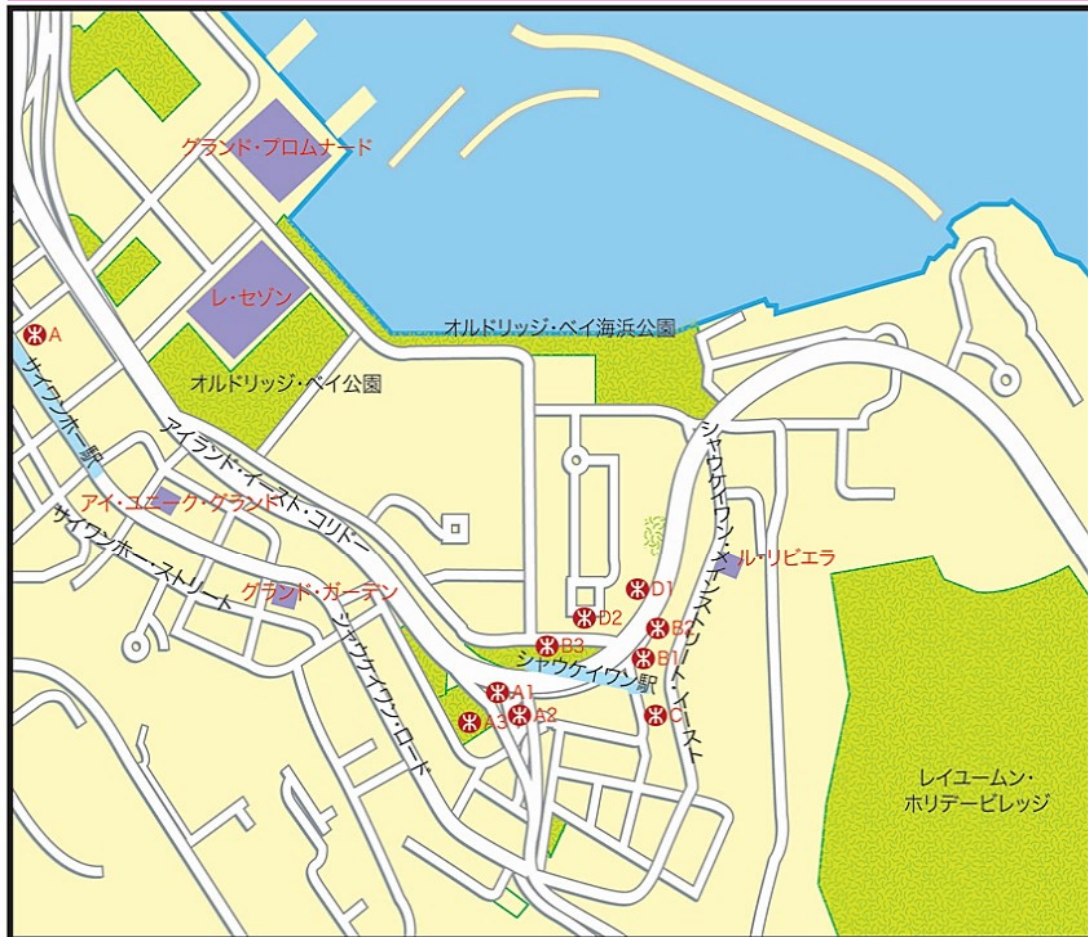 グランド・プロムナード
レ・セゾン
オルドリッジ・ベイ海浜公園
A
オルドリッジ・ベイ公園
サイワンホー駅
アイランド・イースト・コリドー
シャウケイワン・メインストリート・イースト
アイ・ユニーク・グランド
サイワンホー・ストリート
ル・リビエラ
グランド・ガーデン
D1
D2
B2
B3
シャウケイワン・ロード
シャウケイワン駅
B1
A1
A3
A2
C
レイユームン・
ホリデービレッジ